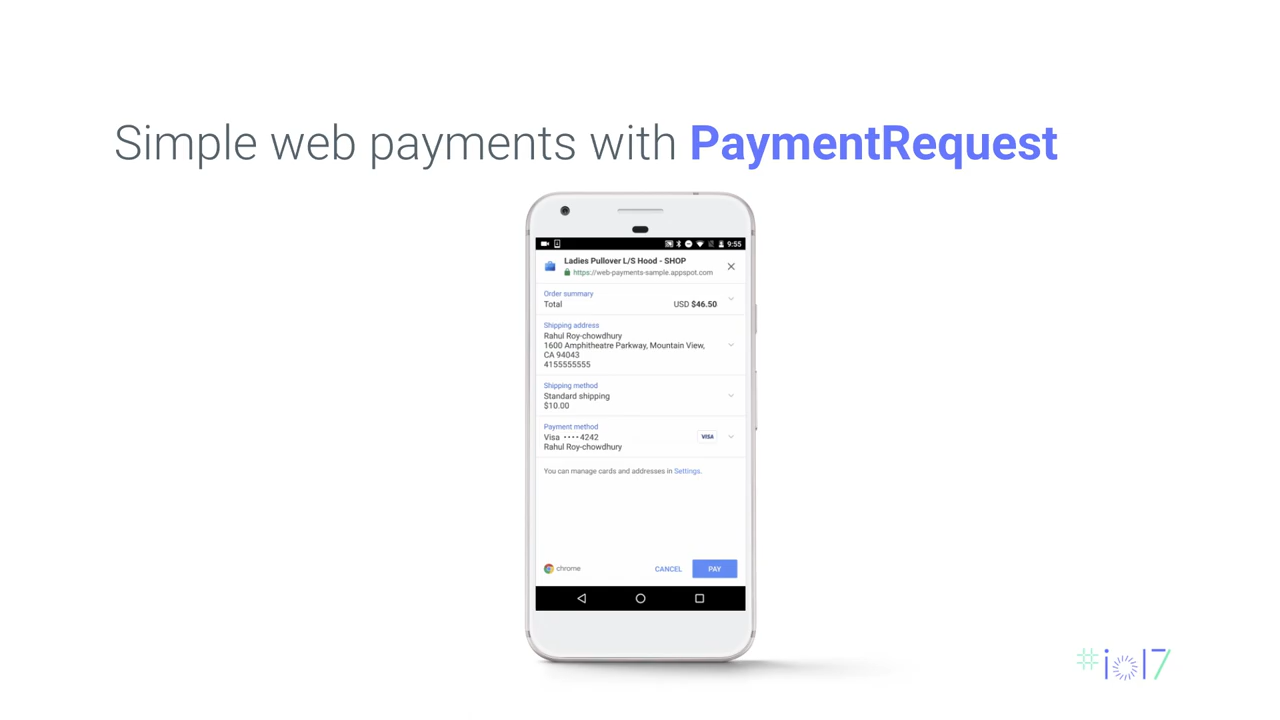 Simple web payments with PaymentRequest
9:55
Ladies Pullover L/S Hood - SHOP
https://web-payments-sample.appspot.com
Order summary
Total USD $46.50
Shipping address
Rahul Roy-chowdhury
1600 Amphitheatre Parkway, Mountain View,
CA 94043
4155555555
Shipping method
Standard shipping
$10.00
Payment method
Visa ••••4242 VISA
Rahul Roy-chowdhury
You can manage cards and addresses in Settings.
chrome CANCEL PAY
#io17